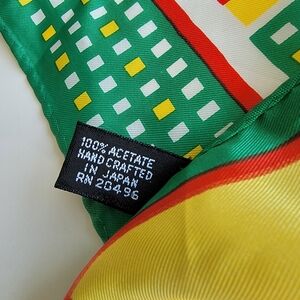 100% ACETATE
HAND CRAFTED
IN JAPAN
RN 20496